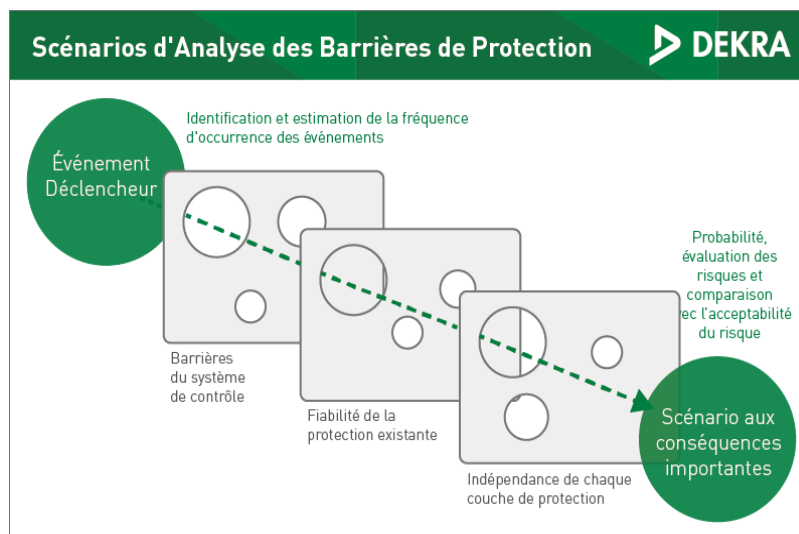 Scénarios d'Analyse des Barrières de Protection
DEKRA
Identification et estimation de la fréquence
d'occurrence des événements
Événement
Déclencheur
Barrières
du système
de contrôle
Fiabilité de la
protection existante
Indépendance de chaque
couche de protection
Probabilité,
évaluation des
risques et
comparaison
ec l'acceptabilité
du risque
Scénario aux
conséquences
importantes